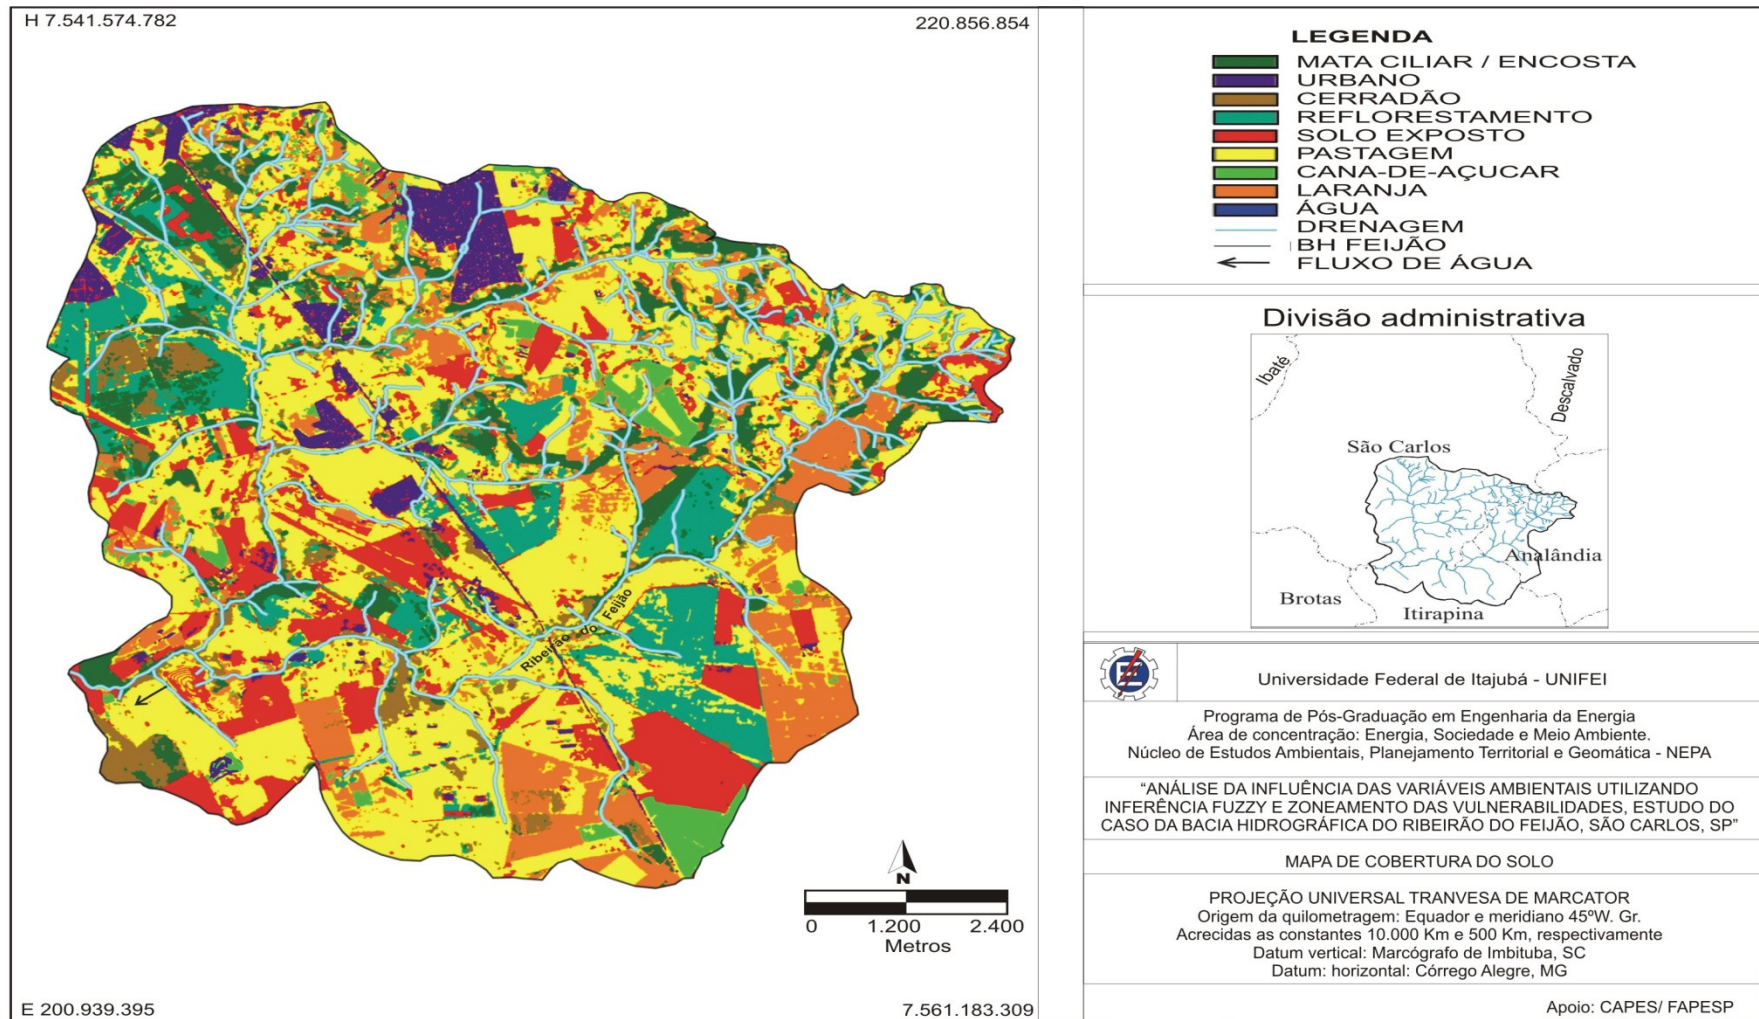 H 7.541.574.782
220.856.854
Ribeirão do Feijão
N
0 1.200 2.400
Metros
E 200.939.395
7.561.183.309
LEGENDA
MATA CILIAR / ENCOSTA
URBANO
CERRADÃO
REFLORESTAMENTO
SOLO EXPOSTO
PASTAGEM
CANA-DE-AÇUCAR
LARANJA
ÁGUA
DRENAGEM
BH FEIJÃO
FLUXO DE ÁGUA
Divisão administrativa
Ibaté
Descalvado
São Carlos
Analândia
Brotas
Itirapina
Universidade Federal de Itajubá - UNIFEI
Programa de Pós-Graduação em Engenharia da Energia
Área de concentração: Energia, Sociedade e Meio Ambiente.
Núcleo de Estudos Ambientais, Planejamento Territorial e Geomática - NEPA
“ANÁLISE DA INFLUÊNCIA DAS VARIÁVEIS AMBIENTAIS UTILIZANDO
INFERÊNCIA FUZZY E ZONEAMENTO DAS VULNERABILIDADES, ESTUDO DO
CASO DA BACIA HIDROGRÁFICA DO RIBEIRÃO DO FEIJÃO, SÃO CARLOS, SP”
MAPA DE COBERTURA DO SOLO
PROJEÇÃO UNIVERSAL TRANVESA DE MARCATOR
Origem da quilometragem: Equador e meridiano 45ºW. Gr.
Acrecidas as constantes 10.000 Km e 500 Km, respectivamente
Datum vertical: Marcógrafo de Imbituba, SC
Datum: horizontal: Córrego Alegre, MG
Apoio: CAPES/ FAPESP